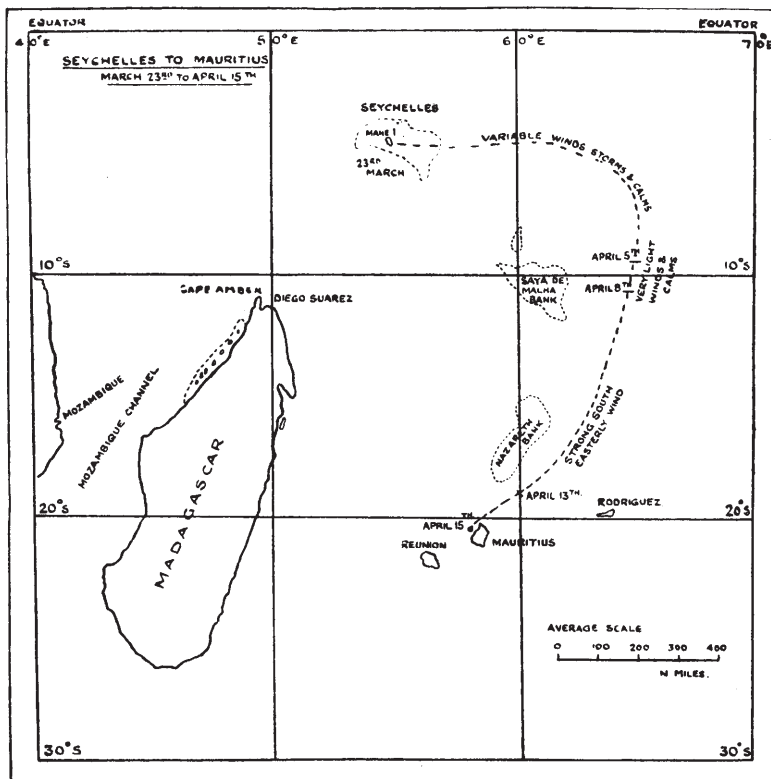 EQUATOR
EQUATOR
40°E
50°E
60°E
70°E
SEYCHELLES TO MAURITIUS
MARCH 23RD TO APRIL 15TH
SEYCHELLES
MAHE I
23RD
MARCH
VARIABLE WINDS STORMS & CALMS
APRIL 5TH
VERY LIGHT
WINDS &
CALMS
APRIL 8TH
10°S
10°S
SAYA DE
MALHA
BANK
CAPE AMBER
DIEGO SUAREZ
MOZAMBIQUE
MOZAMBIQUE CHANNEL
MADAGASCAR
NAZARETH
BANK
STRONG SOUTH
EASTERLY WIND
APRIL 13TH.
RODRIGUEZ
20°S
20°S
APRIL 15TH
REUNION
MAURITIUS
AVERAGE SCALE
0 100 200 300 400
N MILES.
30°S
30°S